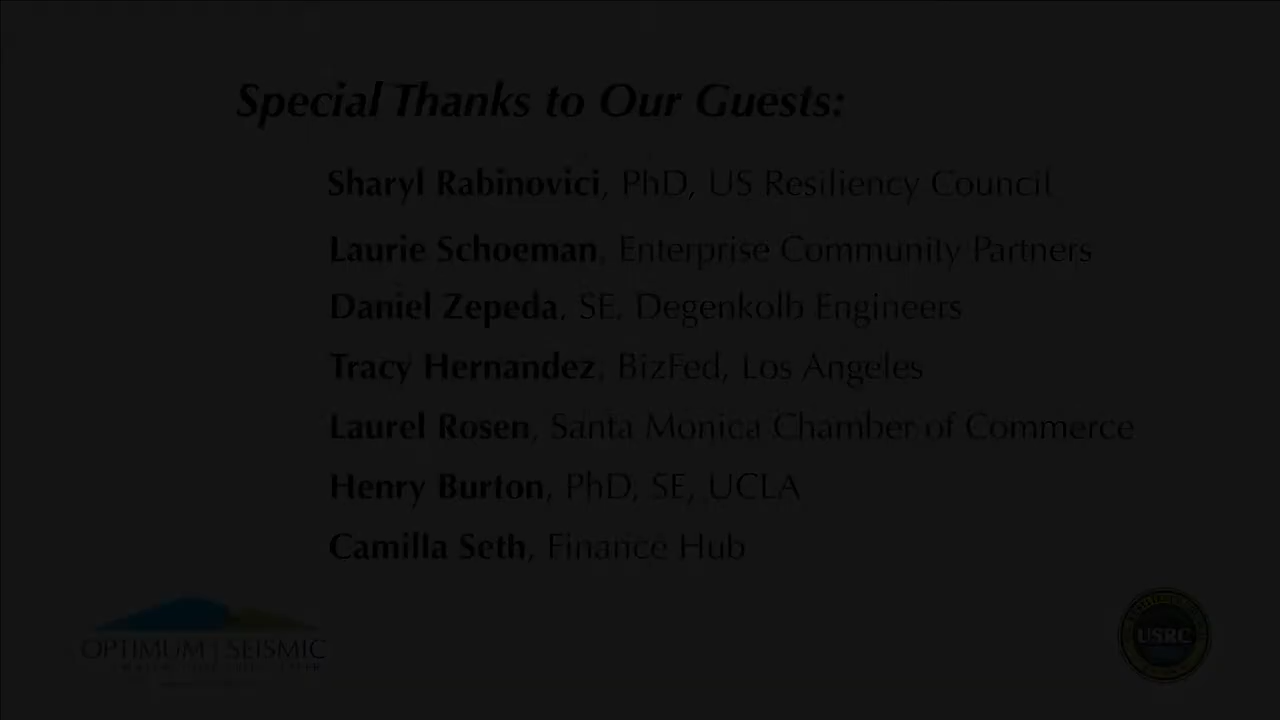 Special Thanks to Our Guests:
Sharyl Rabinovici, PhD, US Resiliency Council
Laurie Schoeman, Enterprise Community Partners
Daniel Zepeda, SE, Degenkolb Engineers
Tracy Hernandez, BizFed, Los Angeles
Laurel Rosen, Santa Monica Chamber of Commerce
Henry Burton, PhD, SE, UCLA
Camilla Seth, Finance Hub
OPTIMUM SEISMIC
USRC